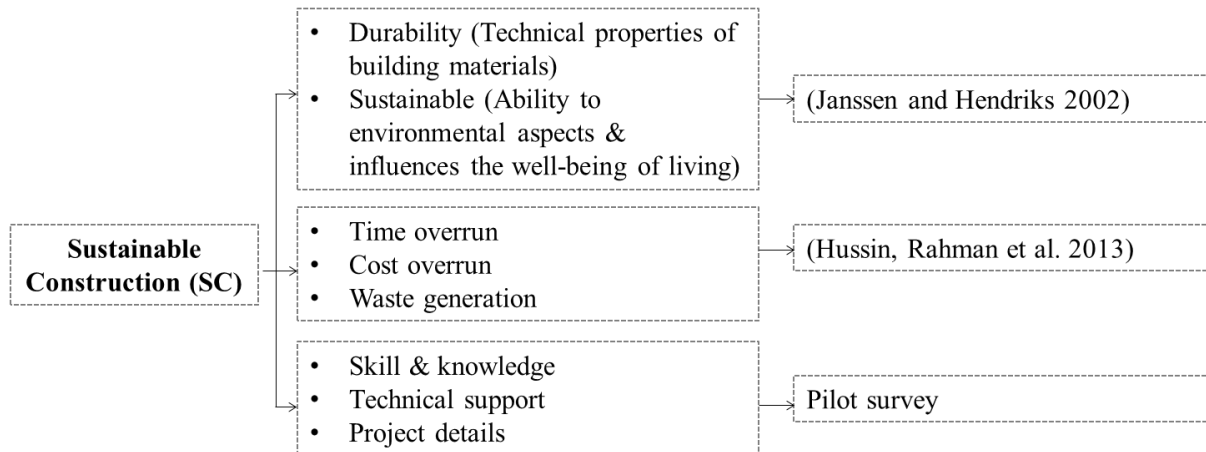 • Durability (Technical properties of
building materials)
• Sustainable (Ability to
environmental aspects &
influences the well-being of living)
(Janssen and Hendriks 2002)
Sustainable
Construction (SC)
• Time overrun
• Cost overrun
• Waste generation
(Hussin, Rahman et al. 2013)
• Skill & knowledge
• Technical support
• Project details
Pilot survey